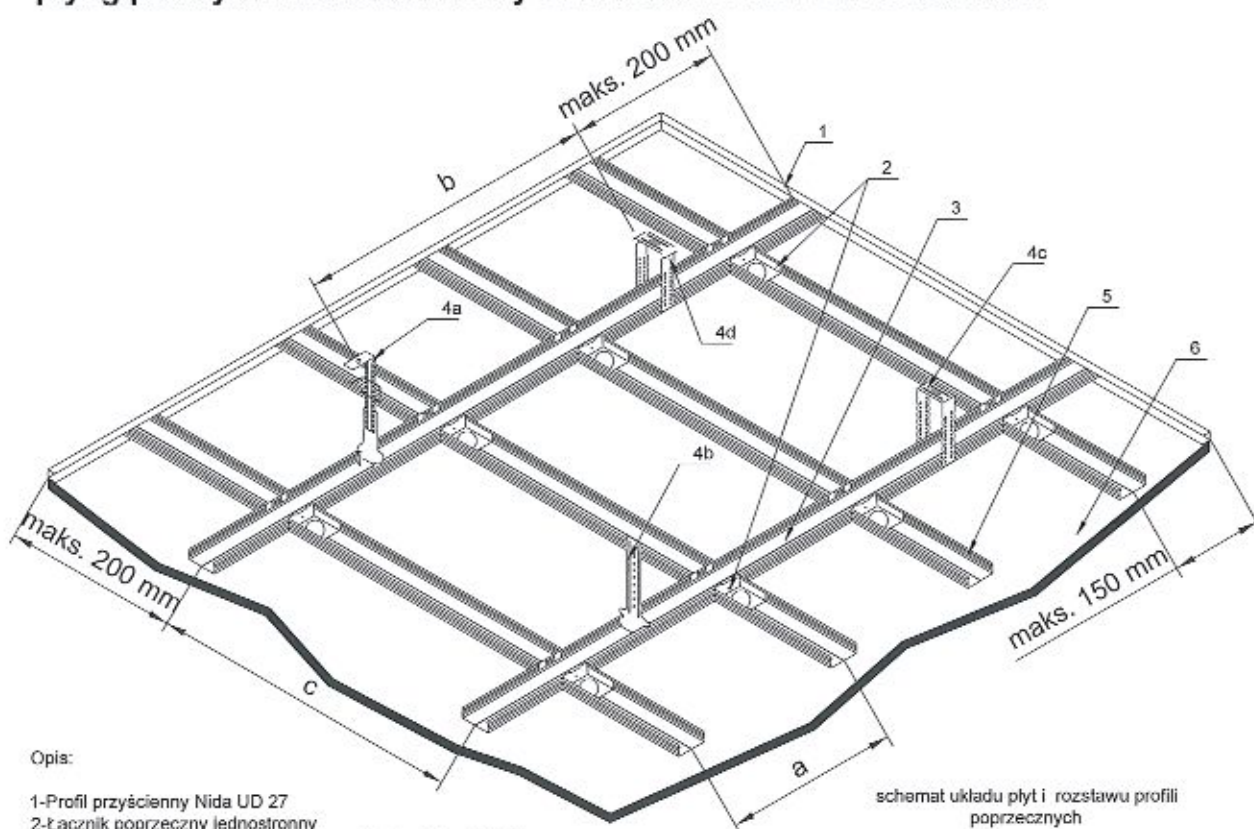 maks. 200 mm
1
b
2
3
4c
4a
4d
5
6
4b
maks. 200 mm
maks. 150 mm
c
a
Opis:
schemat układu płyt i rozstawu profili
poprzecznych
1-Profil przyścienny Nida UD 27
2-Łącznik poprzeczny jednostronny